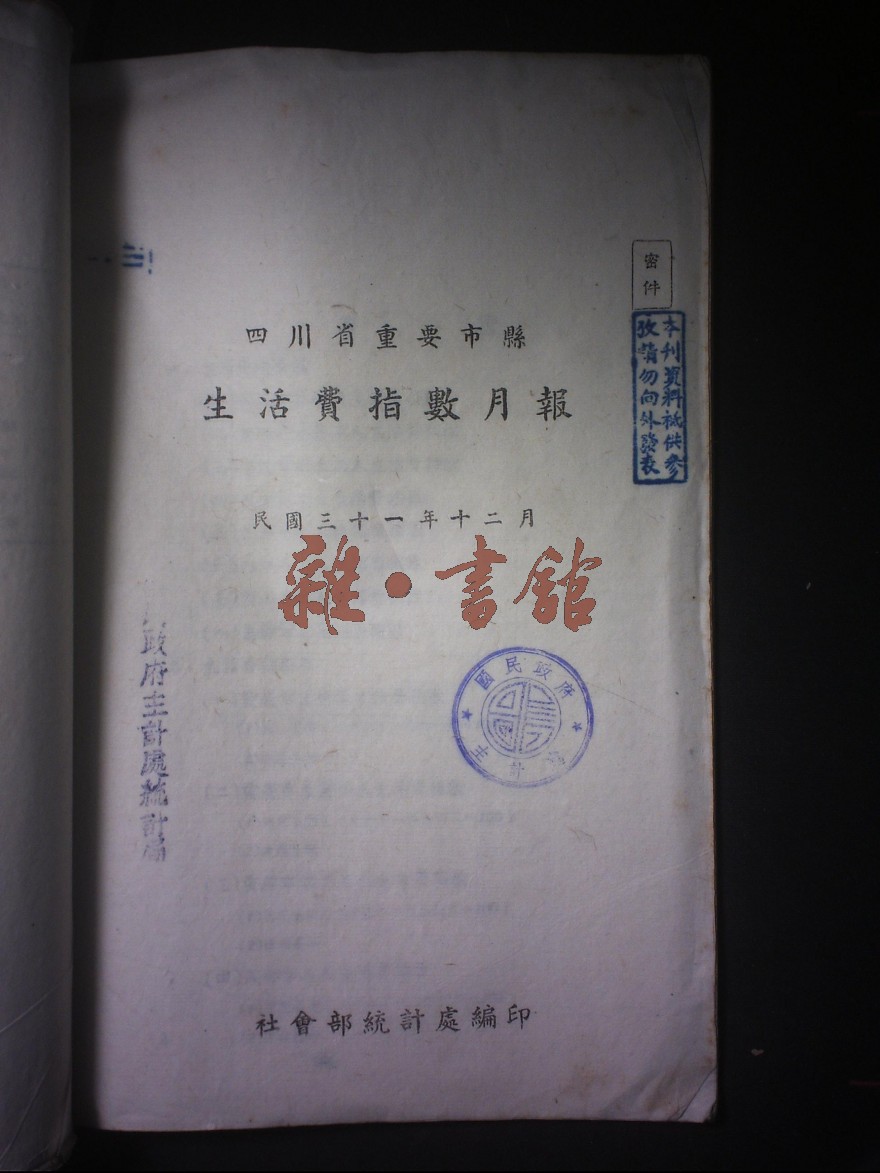 密件
本刊資料祇供參
攷請勿向外發表
四川省重要市縣
生活費指數月報
民國三十一年十二月
雜·書館
國民政府
主計處
政府主計處統計局
社會部統計處編印